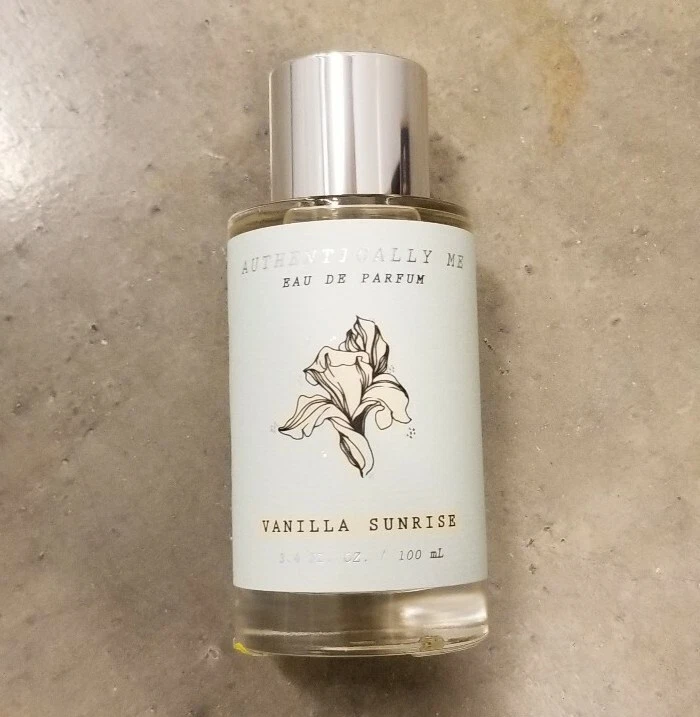 AUTHENTICALLY ME
EAU DE PARFUM
VANILLA SUNRISE
3.4 FL. OZ. / 100 mL